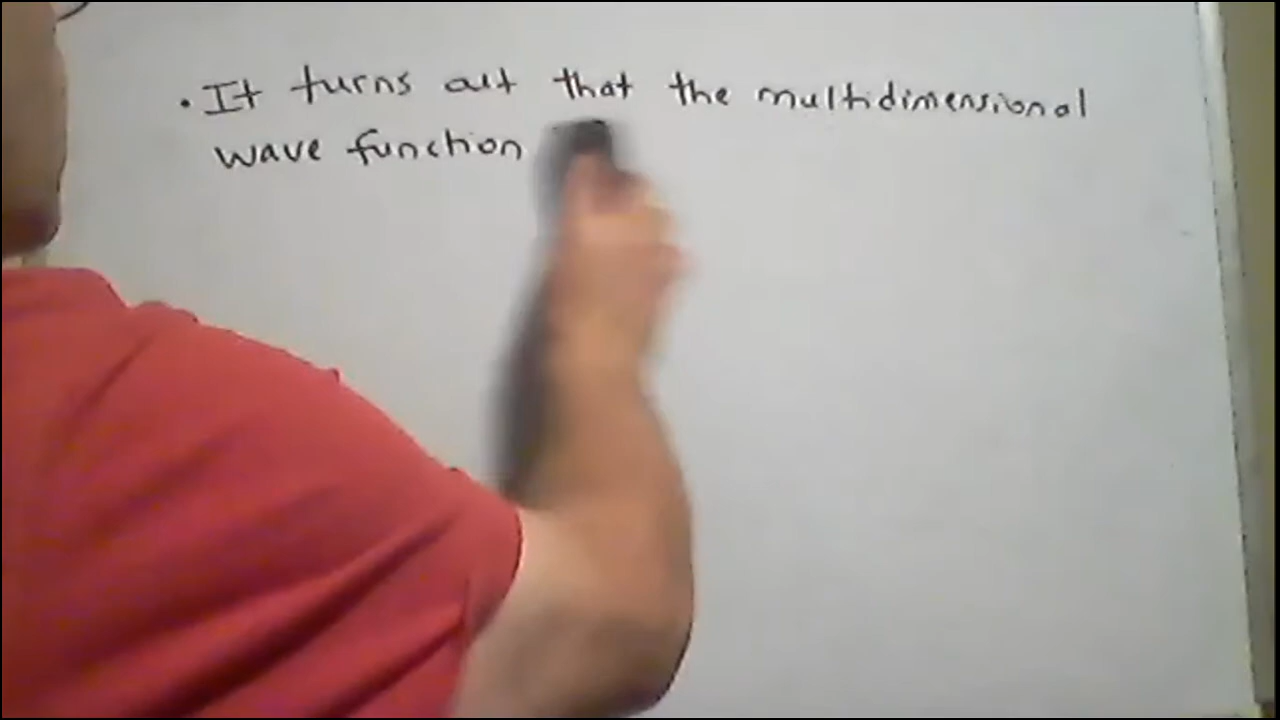 • It turns out that the multidimensional
wave function